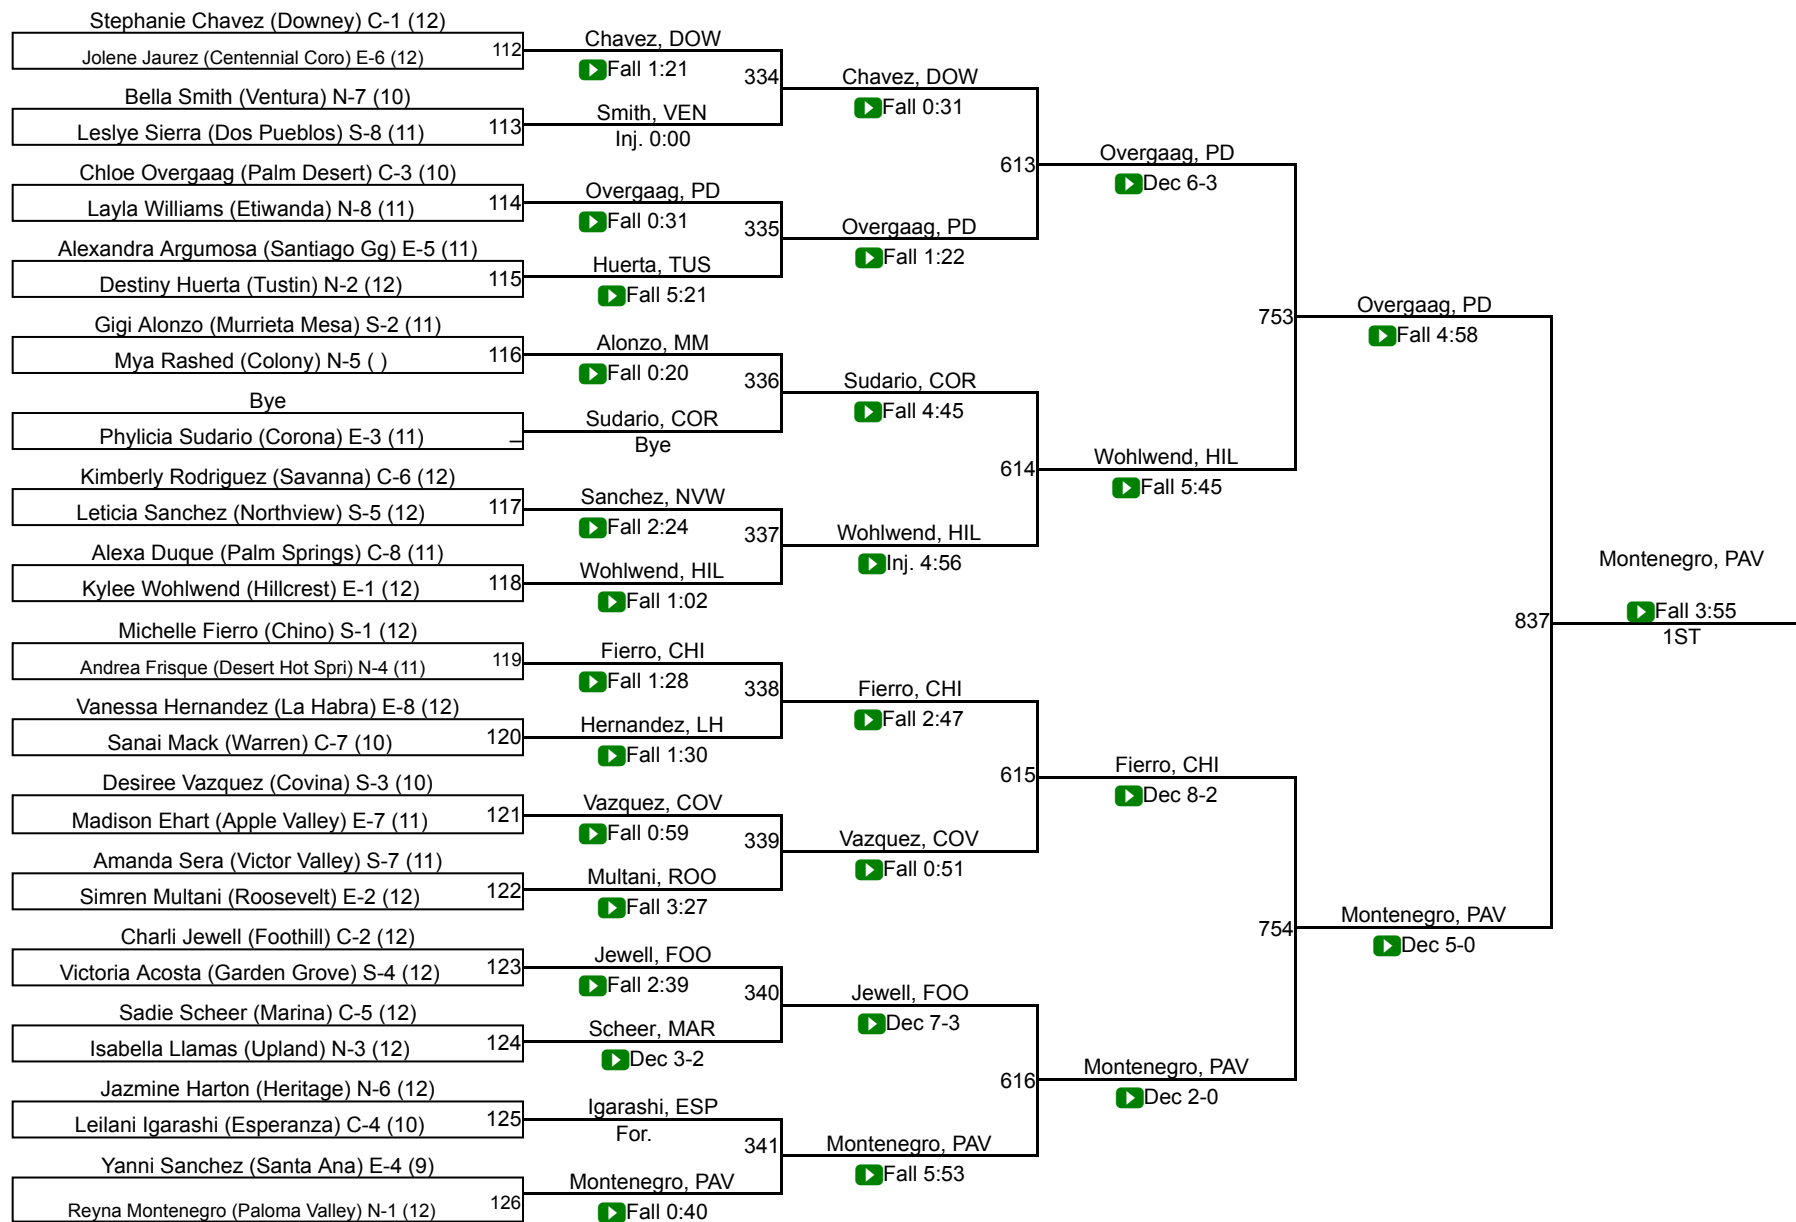 Stephanie Chavez (Downey) C-1 (12)
Jolene Jaurez (Centennial Coro) E-6 (12)
112
Bella Smith (Ventura) N-7 (10)
Leslye Sierra (Dos Pueblos) S-8 (11)
113
Chloe Overgaag (Palm Desert) C-3 (10)
Layla Williams (Etiwanda) N-8 (11)
114
Alexandra Argumosa (Santiago Gg) E-5 (11)
Destiny Huerta (Tustin) N-2 (12)
115
Gigi Alonzo (Murrieta Mesa) S-2 (11)
Mya Rashed (Colony) N-5 ( )
116
Bye
Phylicia Sudario (Corona) E-3 (11)
_
Kimberly Rodriguez (Savanna) C-6 (12)
Leticia Sanchez (Northview) S-5 (12)
117
Alexa Duque (Palm Springs) C-8 (11)
Kylee Wohlwend (Hillcrest) E-1 (12)
118
Michelle Fierro (Chino) S-1 (12)
Andrea Frisque (Desert Hot Spri) N-4 (11)
119
Vanessa Hernandez (La Habra) E-8 (12)
Sanai Mack (Warren) C-7 (10)
120
Desiree Vazquez (Covina) S-3 (10)
Madison Ehart (Apple Valley) E-7 (11)
121
Amanda Sera (Victor Valley) S-7 (11)
Simren Multani (Roosevelt) E-2 (12)
122
Charli Jewell (Foothill) C-2 (12)
Victoria Acosta (Garden Grove) S-4 (12)
123
Sadie Scheer (Marina) C-5 (12)
Isabella Llamas (Upland) N-3 (12)
124
Jazmine Harton (Heritage) N-6 (12)
Leilani Igarashi (Esperanza) C-4 (10)
125
Yanni Sanchez (Santa Ana) E-4 (9)
Reyna Montenegro (Paloma Valley) N-1 (12)
126
Chavez, DOW
Fall 1:21
334
Smith, VEN
Inj. 0:00
Overgaag, PD
Fall 0:31
335
Huerta, TUS
Fall 5:21
Alonzo, MM
Fall 0:20
336
Sudario, COR
Bye
Sanchez, NVW
Fall 2:24
337
Wohlwend, HIL
Fall 1:02
Fierro, CHI
Fall 1:28
338
Hernandez, LH
Fall 1:30
Vazquez, COV
Fall 0:59
339
Multani, ROO
Fall 3:27
Jewell, FOO
Fall 2:39
340
Scheer, MAR
Dec 3-2
Igarashi, ESP
For.
341
Montenegro, PAV
Fall 0:40
Chavez, DOW
Fall 0:31
613
Overgaag, PD
Fall 1:22
Sudario, COR
Fall 4:45
614
Wohlwend, HIL
Inj. 4:56
Fierro, CHI
Fall 2:47
615
Vazquez, COV
Fall 0:51
Jewell, FOO
Dec 7-3
616
Montenegro, PAV
Fall 5:53
Overgaag, PD
Dec 6-3
753
Wohlwend, HIL
Fall 5:45
Fierro, CHI
Dec 8-2
754
Montenegro, PAV
Dec 2-0
Overgaag, PD
Fall 4:58
837
Montenegro, PAV
Dec 5-0
Montenegro, PAV
Fall 3:55
1ST